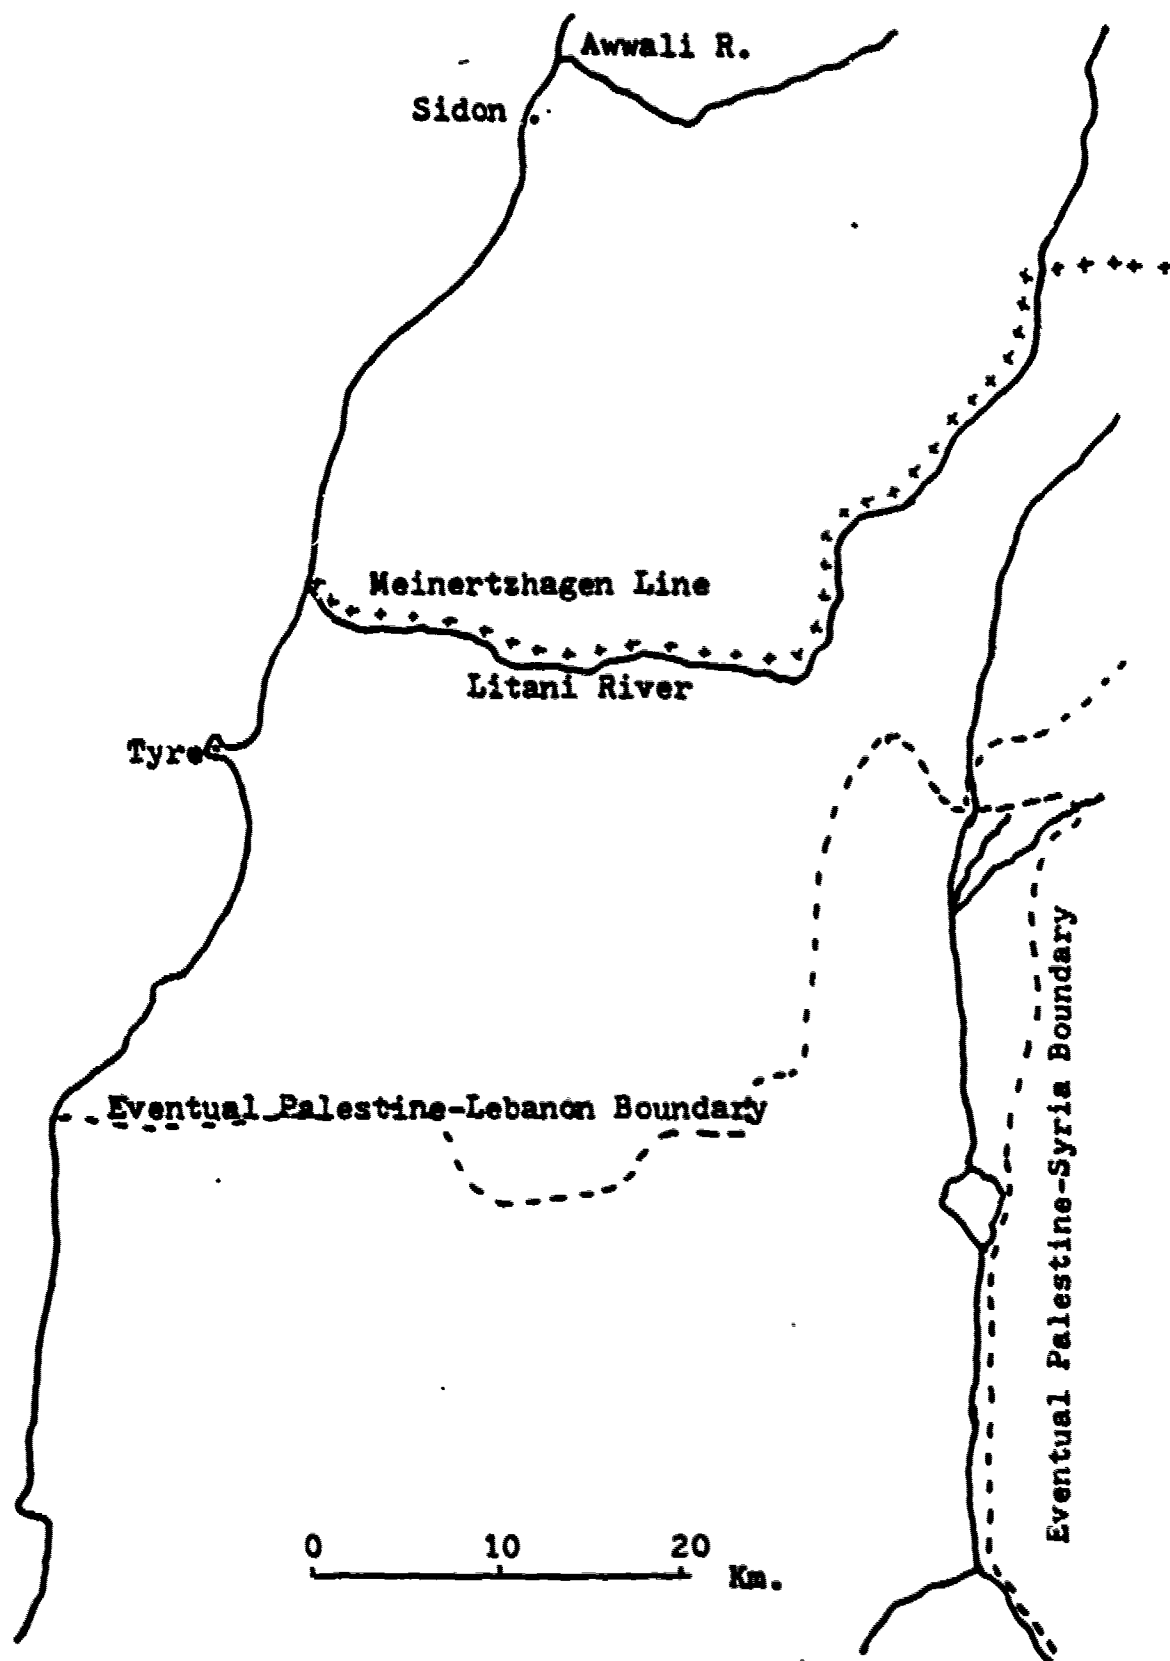 Awwali R.
Sidon
Meinertzhagen Line
Litani River
Tyre
Eventual Palestine-Lebanon Boundary
Eventual Palestine-Syria Boundary
0 10 20
Km.